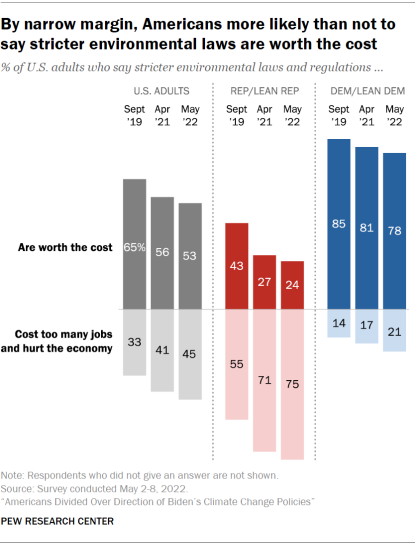 By narrow margin, Americans more likely than not to
say stricter environmental laws are worth the cost
% of U.S. adults who say stricter environmental laws and regulations ...
U.S. ADULTS REP/LEAN REP DEM/LEAN DEM
Sept Apr May Sept Apr May Sept Apr May
'19 '21 '22 '19 '21 '22 '19 '21 '22
Are worth the cost 65% 56 53 43 27 24 85 81 78
Cost too many jobs
and hurt the economy 33 41 45 55 71 75 14 17 21
Note: Respondents who did not give an answer are not shown.
Source: Survey conducted May 2-8, 2022.
“Americans Divided Over Direction of Biden’s Climate Change Policies”
PEW RESEARCH CENTER